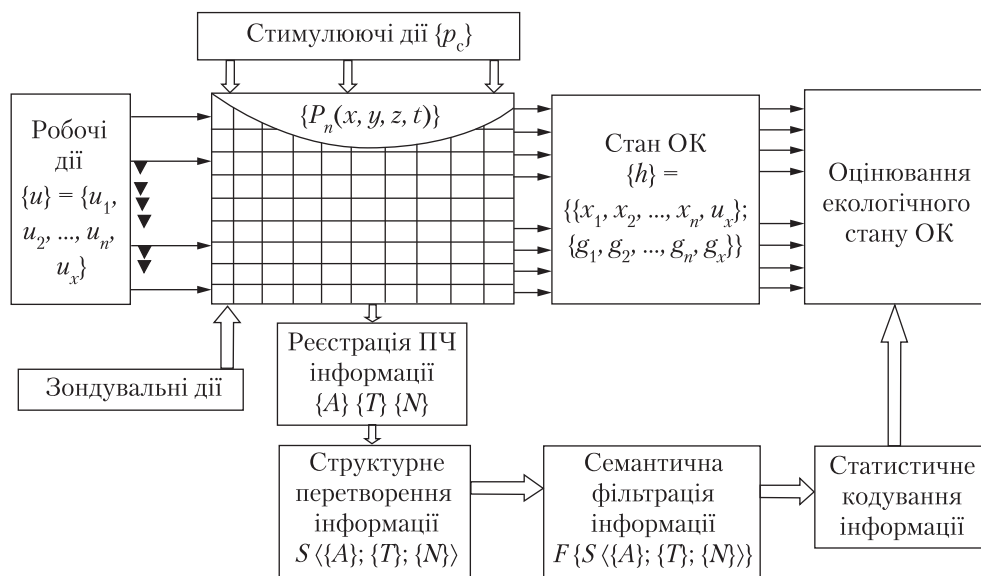 Стимулюючі дії {p_c}
Робочі
дії
{u} = {u_1,
u_2, ..., u_n,
u_x}
{P_n(x, y, z, t)}
Стан ОК
{h} =
{{x_1, x_2, ..., x_n, u_x};
{g_1, g_2, ..., g_n, g_x}}
Оцінювання
екологічного
стану ОК
Зондувальні дії
Реєстрація ПЧ
інформації
{A} {T} {N}
Структурне
перетворення
інформації
S⟨{A}; {T}; {N}⟩
Семантична
фільтрація
інформації
F{S⟨{A}; {T}; {N}⟩}
Статистичне
кодування
інформації